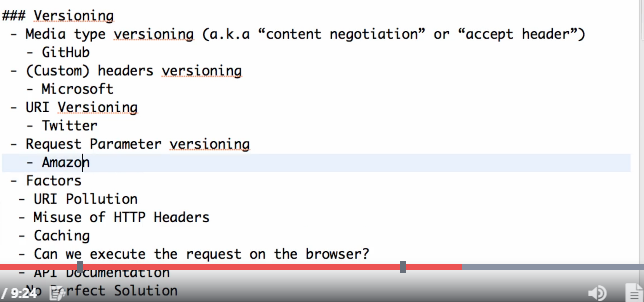 ### Versioning
- Media type versioning (a.k.a “content negotiation” or “accept header”)
- GitHub
- (Custom) headers versioning
- Microsoft
- URI Versioning
- Twitter
- Request Parameter versioning
- Amazon
- Factors
- URI Pollution
- Misuse of HTTP Headers
- Caching
- Can we execute the request on the browser?
- API Documentation
- No Perfect Solution
/ 9:24